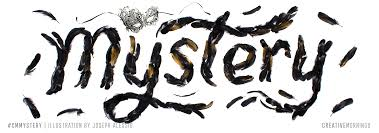 mystery
#CMMYSTERY | ILLUSTRATION BY JOSEPH ALESSIO
CREATIVEMORNINGS